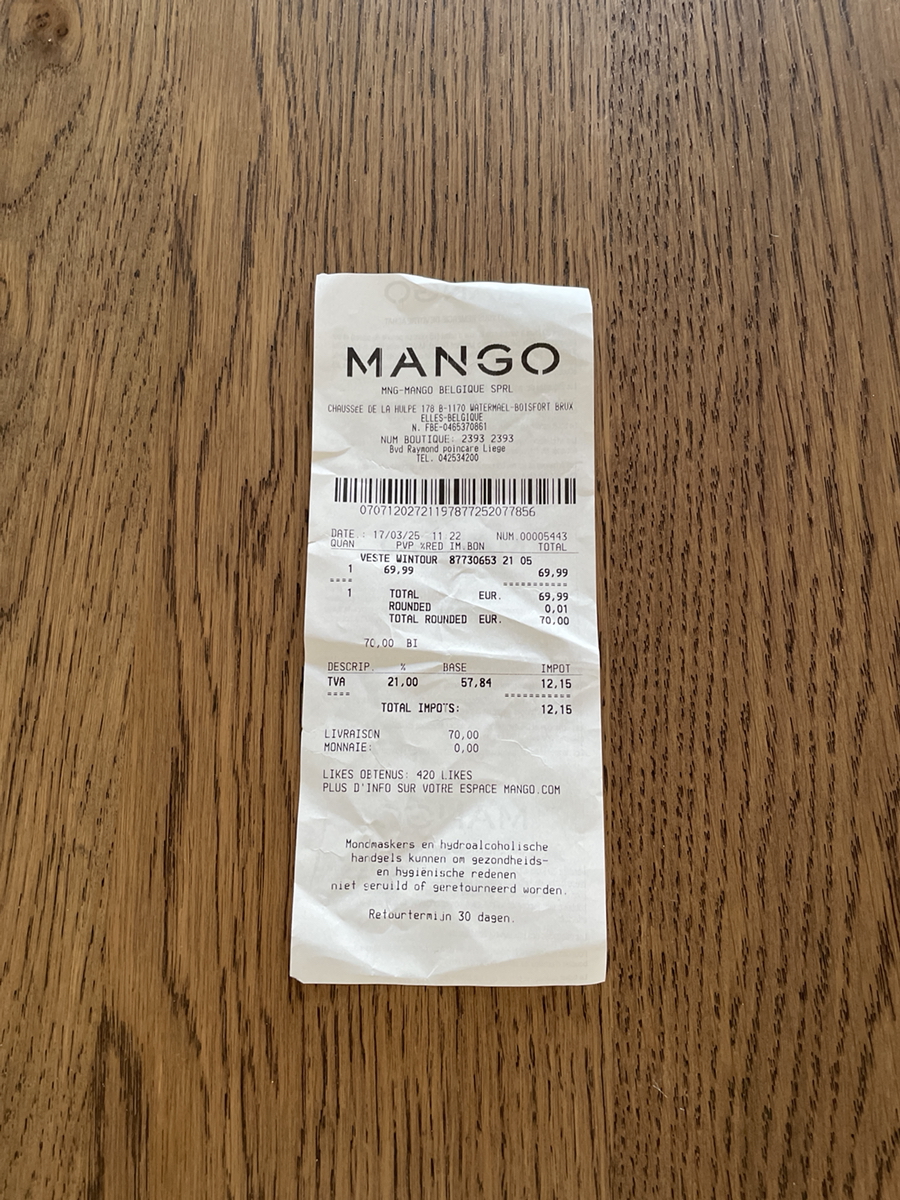 MANGO
MNG-MANGO BELGIQUE SPRL
CHAUSSéE DE LA HULPE 178 B-1170 WATERMAEL-BOISFORT BRUX
ELLES-BELGIQUE
N. FBE-0465370861
NUM BOUTIQUE: 2393 2393
Bvd Raymond poincare Liege
TEL. 042534200
07071202721197877252077856
DATE.: 17/03/25 11 22 NUM.00005443
QUAN PVP %RED IM.BON TOTAL
VESTE WINTOUR 87730653 21 05
1 69,99 69,99
==== ===========
1 TOTAL EUR. 69,99
ROUNDED 0,01
TOTAL ROUNDED EUR. 70,00
70,00 BI
DESCRIP. % BASE IMPOT
TVA 21,00 57,84 12,15
==== ===========
TOTAL IMPOTS: 12,15
LIVRAISON 70,00
MONNAIE: 0,00
LIKES OBTENUS: 420 LIKES
PLUS D'INFO SUR VOTRE ESPACE MANGO.COM
Mondmaskers en hydroalcoholische
handgels kunnen om gezondheids-
en hygiënische redenen
niet geruild of geretourneerd worden.
Retourtermijn 30 dagen.